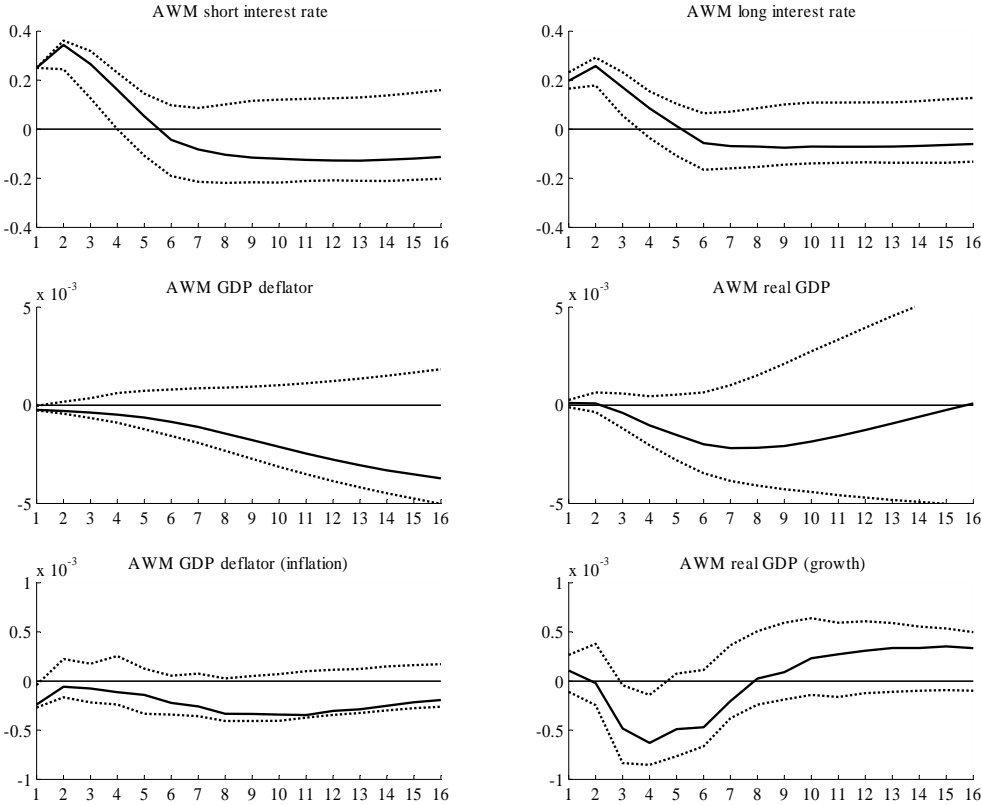 AWM short interest rate
0.4
0.2
0
-0.2
-0.4
1 2 3 4 5 6 7 8 9 10 11 12 13 14 15 16
AWM long interest rate
0.4
0.2
0
-0.2
-0.4
1 2 3 4 5 6 7 8 9 10 11 12 13 14 15 16
AWM GDP deflator
x 10-3
5
0
-5
1 2 3 4 5 6 7 8 9 10 11 12 13 14 15 16
AWM real GDP
x 10-3
5
0
-5
1 2 3 4 5 6 7 8 9 10 11 12 13 14 15 16
AWM GDP deflator (inflation)
x 10-3
1
0.5
0
-0.5
-1
1 2 3 4 5 6 7 8 9 10 11 12 13 14 15 16
AWM real GDP (growth)
x 10-3
1
0.5
0
-0.5
-1
1 2 3 4 5 6 7 8 9 10 11 12 13 14 15 16